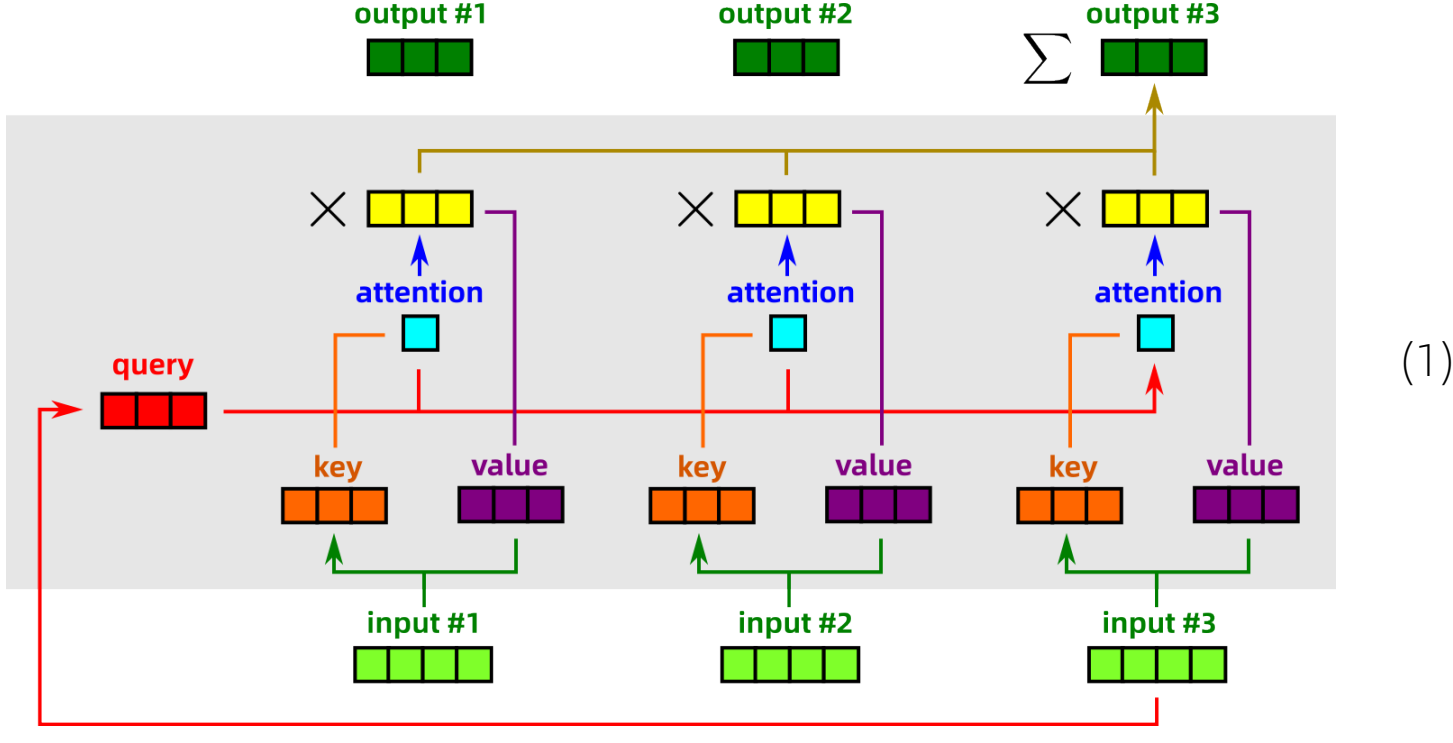 output #1 output #2 output #3
∑
× × ×
attention attention attention
query
(1)
key value key value key value
input #1 input #2 input #3